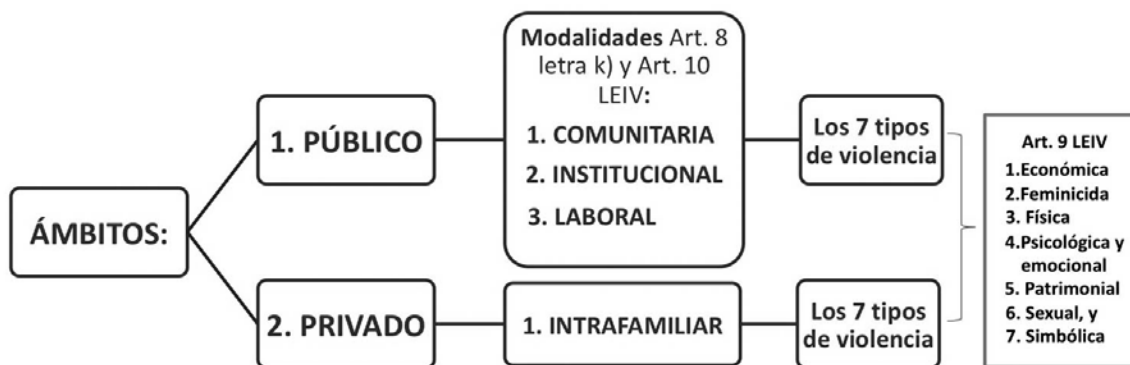 ÁMBITOS:
1. PÚBLICO
Modalidades Art. 8
letra k) y Art. 10
LEIV:
1. COMUNITARIA
2. INSTITUCIONAL
3. LABORAL
Los 7 tipos
de violencia
2. PRIVADO
1. INTRAFAMILIAR
Los 7 tipos
de violencia
Art. 9 LEIV
1.Económica
2.Feminicida
3. Física
4.Psicológica y
emocional
5. Patrimonial
6. Sexual, y
7. Simbólica